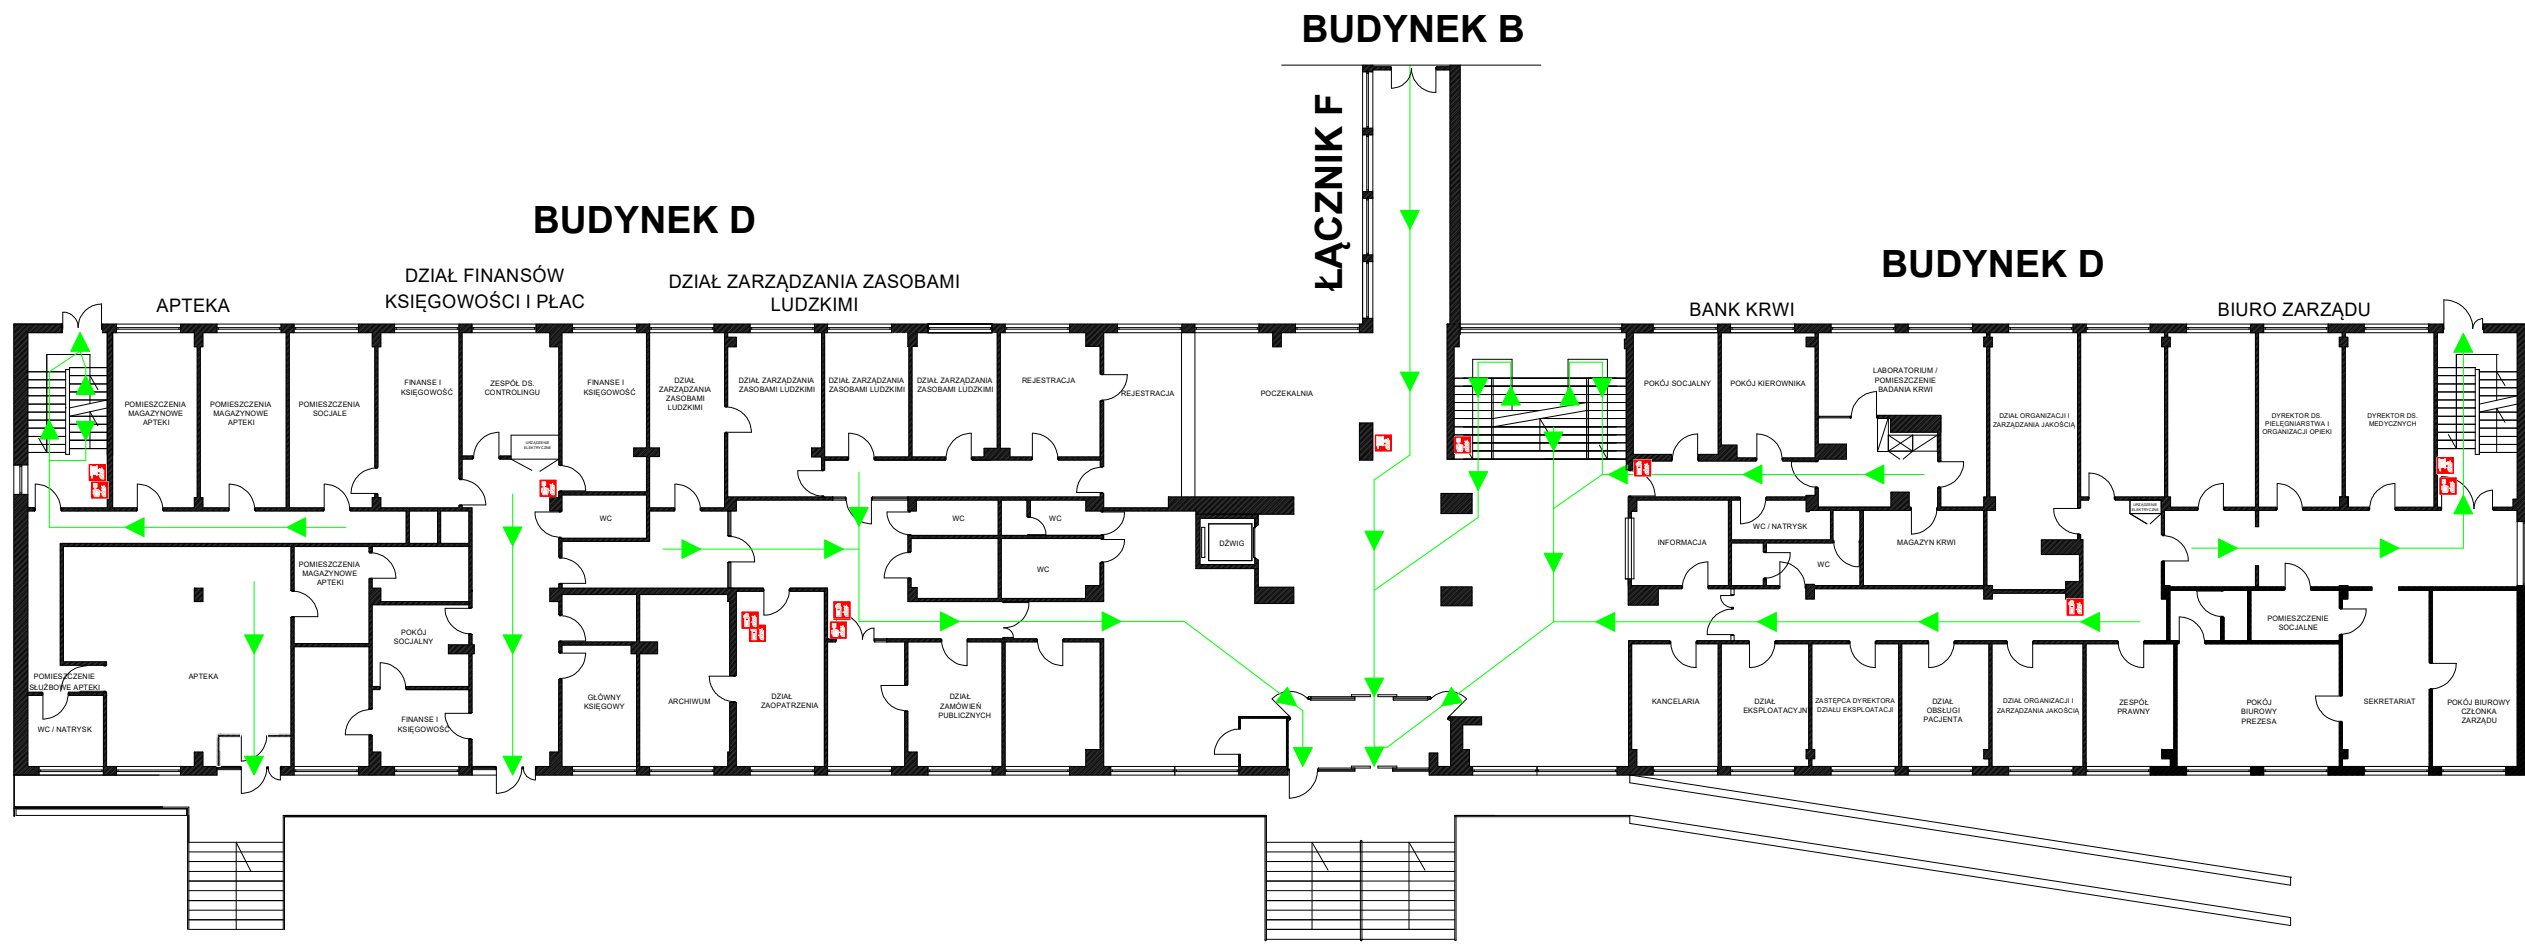 BUDYNEK B
ŁĄCZNIK F
BUDYNEK D
BUDYNEK D
DZIAŁ FINANSÓW
KSIĘGOWOŚCI I PŁAC
DZIAŁ ZARZĄDZANIA ZASOBAMI
LUDZKIMI
APTEKA
BANK KRWI
BIURO ZARZĄDU
POMIESZCZENIA
MAGAZYNOWE
APTEKI
POMIESZCZENIA
MAGAZYNOWE
APTEKI
POMIESZCZENIA
SOCJALE
FINANSE I
KSIĘGOWOŚĆ
ZESPÓŁ DS.
CONTROLINGU
URZĄDZENIE
ELEKTRYCZNE
FINANSE I
KSIĘGOWOŚĆ
DZIAŁ
ZARZĄDZANIA
ZASOBAMI
LUDZKIMI
DZIAŁ ZARZĄDZANIA
ZASOBAMI LUDZKIMI
DZIAŁ ZARZĄDZANIA
ZASOBAMI LUDZKIMI
DZIAŁ ZARZĄDZANIA
ZASOBAMI LUDZKIMI
REJESTRACJA
REJESTRACJA
POCZEKALNIA
POKÓJ SOCJALNY
POKÓJ KIEROWNIKA
LABORATORIUM /
POMIESZCZENIE
BADANIA KRWI
DZIAŁ ORGANIZACJI I
ZARZĄDZANIA JAKOŚCIĄ
DYREKTOR DS.
PIELĘGNIARSTWA I
ORGANIZACJI OPIEKI
DYREKTOR DS.
MEDYCZNYCH
URZĄDZENIE
ELEKTRYCZNE
WC
WC
WC
WC
DŹWIG
INFORMACJA
WC / NATRYSK
WC
MAGAZYN KRWI
POMIESZCZENIA
MAGAZYNOWE
APTEKI
POKÓJ
SOCJALNY
POMIESZCZENIE
SŁUŻBOWE APTEKI
APTEKA
WC / NATRYSK
FINANSE I
KSIĘGOWOŚĆ
GŁÓWNY
KSIĘGOWY
ARCHIWUM
DZIAŁ
ZAOPATRZENIA
DZIAŁ
ZAMÓWIEŃ
PUBLICZNYCH
KANCELARIA
DZIAŁ
EKSPLOATACYJN
ZASTĘPCA DYREKTORA
DZIAŁU EKSPLOATACJI
DZIAŁ
OBSŁUGI
PACJENTA
DZIAŁ ORGANIZACJI I
ZARZĄDZANIA JAKOŚCIĄ
ZESPÓŁ
PRAWNY
POMIESZCZENIE
SOCJALNE
POKÓJ
BIUROWY
PREZESA
SEKRETARIAT
POKÓJ BIUROWY
CZŁONKA
ZARZĄDU